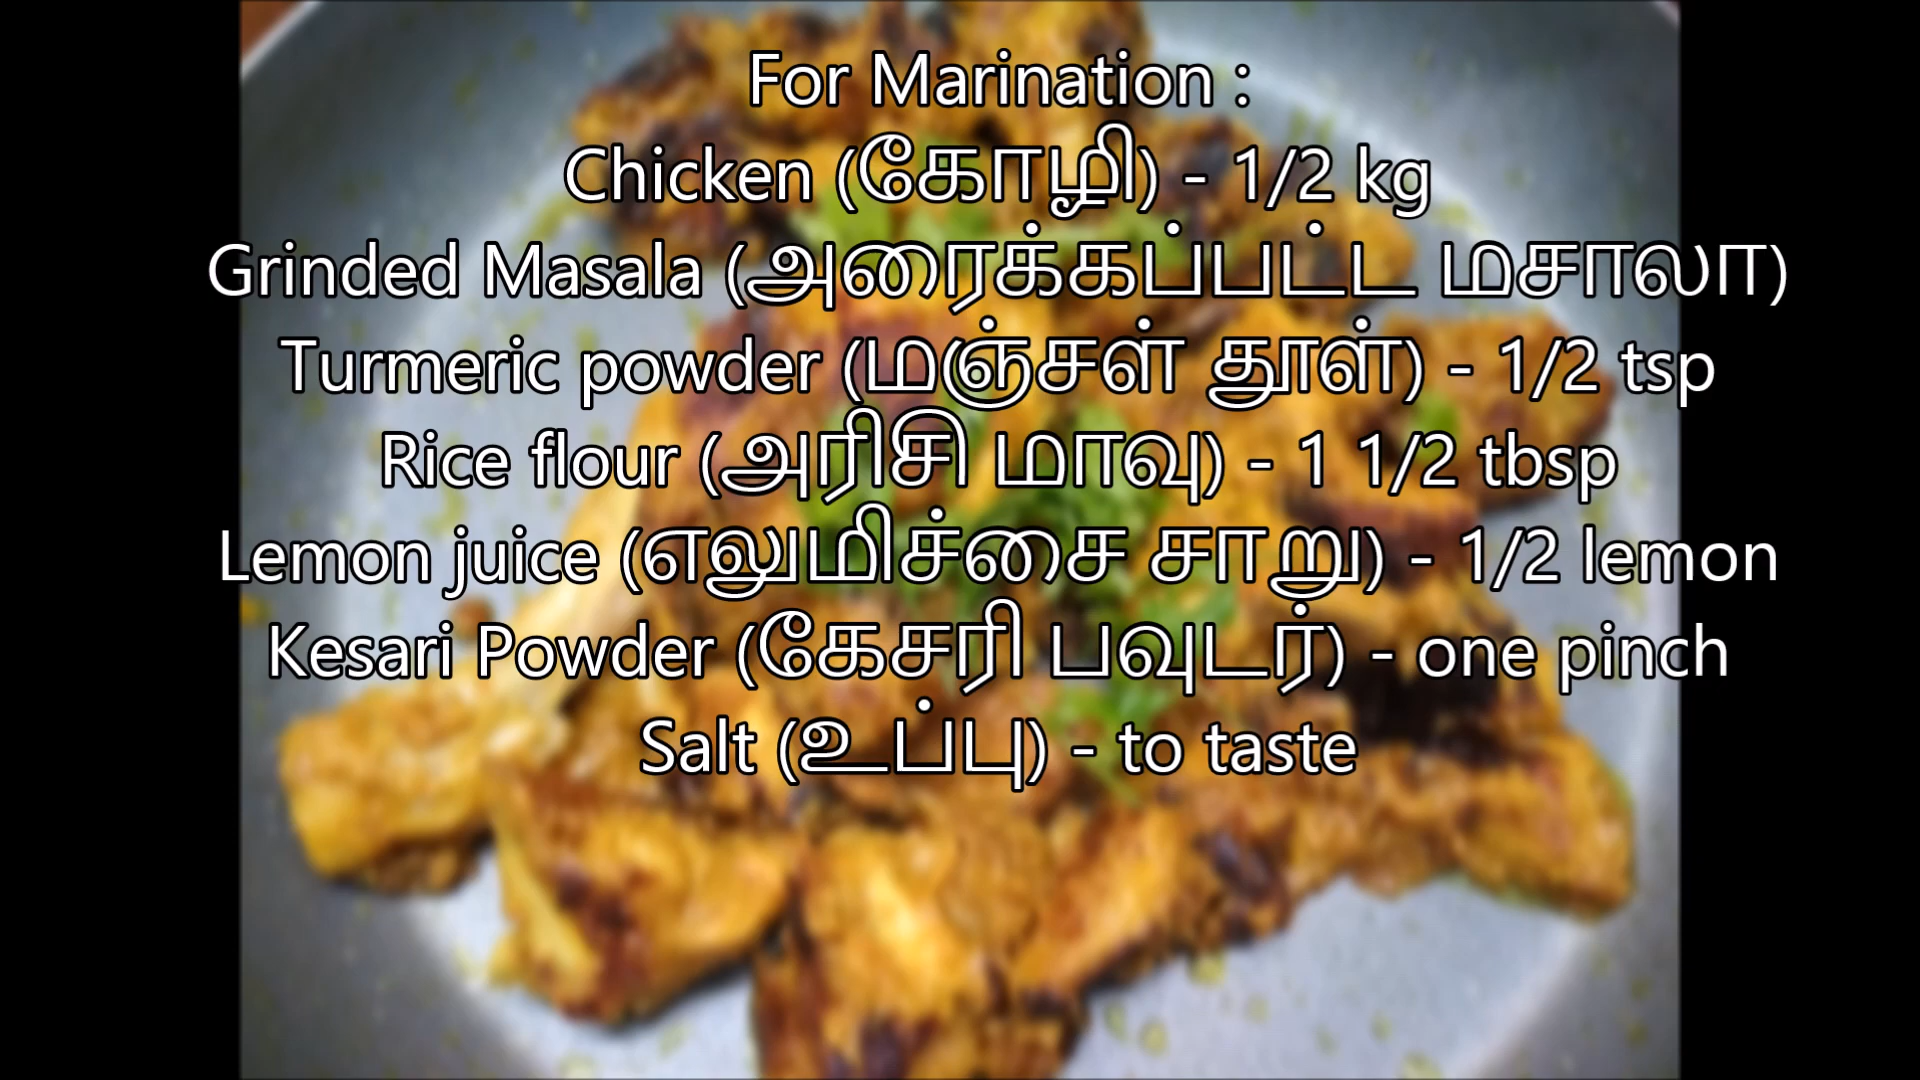 For Marination :
Chicken (கோழி) - 1/2 kg
Grinded Masala (அரைக்கப்பட்ட மசாலா)
Turmeric powder (மஞ்சள் தூள்) - 1/2 tsp
Rice flour (அரிசி மாவு) - 1 1/2 tbsp
Lemon juice (எலுமிச்சை சாறு) - 1/2 lemon
Kesari Powder (கேசரி பவுடர்) - one pinch
Salt (உப்பு) - to taste